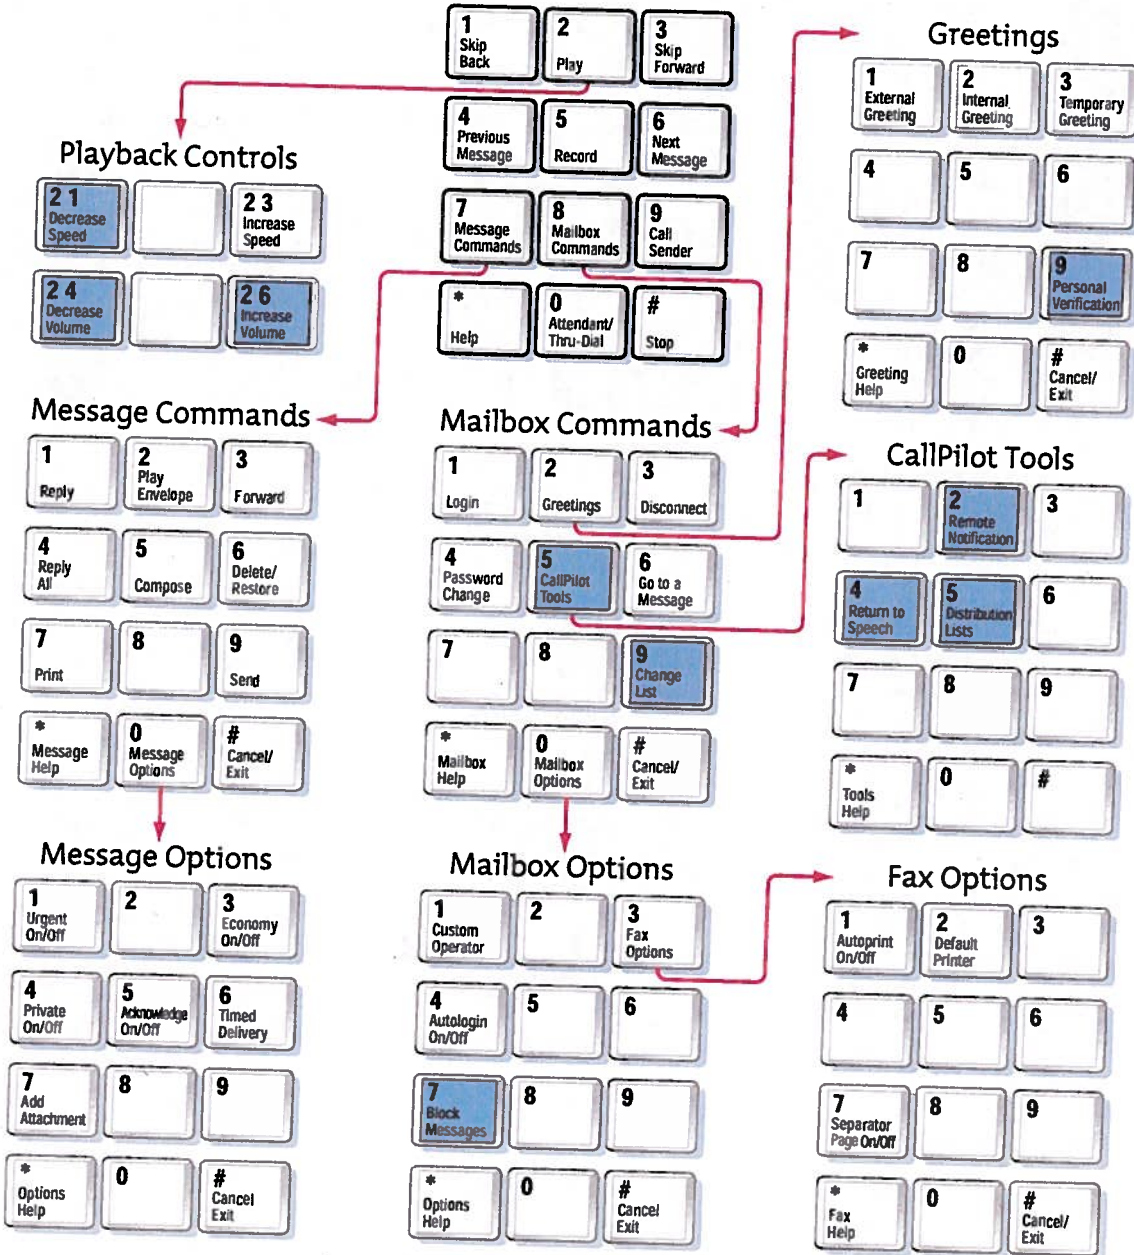 1
Skip
Back
2
Play
3
Skip
Forward
4
Previous
Message
5
Record
6
Next
Message
7
Message
Commands
8
Mailbox
Commands
9
Call
Sender
*
Help
0
Attendant/
Thru-Dial
#
Stop
Playback Controls
2 1
Decrease
Speed
2 3
Increase
Speed
2 4
Decrease
Volume
2 6
Increase
Volume
Greetings
1
External
Greeting
2
Internal
Greeting
3
Temporary
Greeting
4
5
6
7
8
9
Personal
Verification
*
Greeting
Help
0
#
Cancel/
Exit
Message Commands
1
Reply
2
Play
Envelope
3
Forward
4
Reply
All
5
Compose
6
Delete/
Restore
7
Print
8
9
Send
*
Message
Help
0
Message
Options
#
Cancel/
Exit
Mailbox Commands
1
Login
2
Greetings
3
Disconnect
4
Password
Change
5
CallPilot
Tools
6
Go to a
Message
7
8
9
Change
List
*
Mailbox
Help
0
Mailbox
Options
#
Cancel/
Exit
CallPilot Tools
1
2
Remote
Notification
3
4
Return to
Speech
5
Distribution
Lists
6
7
8
9
*
Tools
Help
0
#
Message Options
1
Urgent
On/Off
2
3
Economy
On/Off
4
Private
On/Off
5
Acknowledge
On/Off
6
Timed
Delivery
7
Add
Attachment
8
9
*
Options
Help
0
#
Cancel
Exit
Mailbox Options
1
Custom
Operator
2
3
Fax
Options
4
Autologin
On/Off
5
6
7
Block
Messages
8
9
*
Options
Help
0
#
Cancel
Exit
Fax Options
1
Autoprint
On/Off
2
Default
Printer
3
4
5
6
7
Separator
Page On/Off
8
9
*
Fax
Help
0
#
Cancel/
Exit